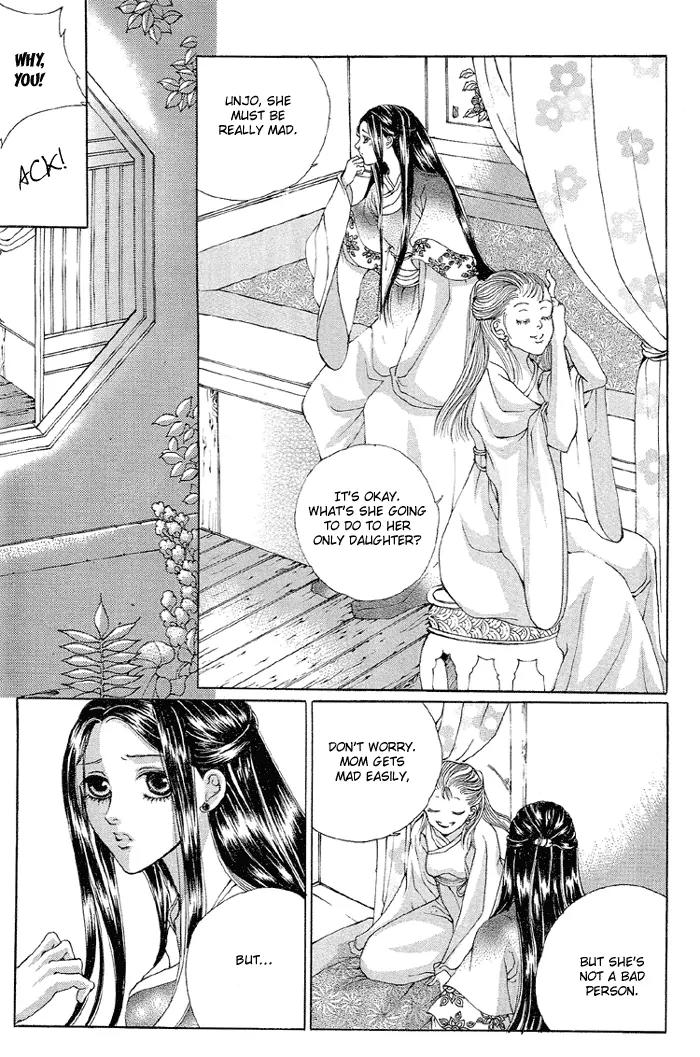 WHY,
YOU!
ACK!
UNJO, SHE
MUST BE
REALLY MAD.
IT'S OKAY.
WHAT'S SHE GOING
TO DO TO HER
ONLY DAUGHTER?
BUT...
DON'T WORRY.
MOM GETS
MAD EASILY,
BUT SHE'S
NOT A BAD
PERSON.